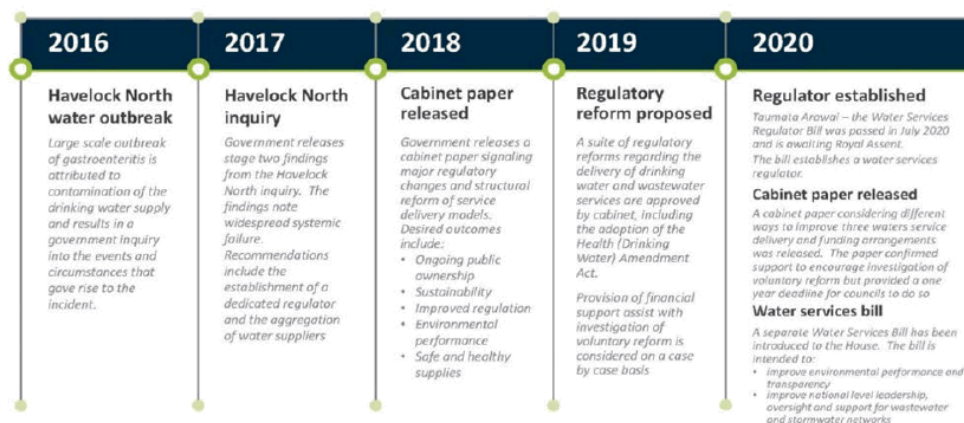 2016
Havelock North
water outbreak
Large scale outbreak
of gastroenteritis is
attributed to
contamination of the
drinking water supply
and results in a
government inquiry
into the events and
circumstances that
gave rise to the
incident.
2017
Havelock North
inquiry
Government releases
stage two findings
from the Havelock
North inquiry. The
findings note
widespread systemic
failure.
Recommendations
include the
establishment of a
dedicated regulator
and the aggregation
of water suppliers
2018
Cabinet paper
released
Government releases a
cabinet paper signaling
major regulatory
changes and structural
reform of service
delivery models.
Desired outcomes
include:
• Ongoing public
ownership
• Sustainability
• Improved regulation
• Environmental
performance
• Safe and healthy
supplies
2019
Regulatory
reform proposed
A suite of regulatory
reforms regarding the
delivery of drinking
water and wastewater
services are approved
by cabinet, including
the adoption of the
Health (Drinking
Water) Amendment
Act.
Provision of financial
support assist with
investigation of
voluntary reform is
considered on a case
by case basis
2020
Regulator established
Taumata Arowai – the Water Services
Regulator Bill was passed in July 2020
and is awaiting Royal Assent.
The bill establishes a water services
regulator.
Cabinet paper released
A cabinet paper considering different
ways to improve three waters service
delivery and funding arrangements
was released. The paper confirmed
support to encourage investigation of
voluntary reform but provided a one
year deadline for councils to do so
Water services bill
A separate Water Services Bill has been
introduced to the House. The bill is
intended to:
• improve environmental performance and
transparency
• improve national level leadership,
oversight and support for wastewater
and stormwater networks